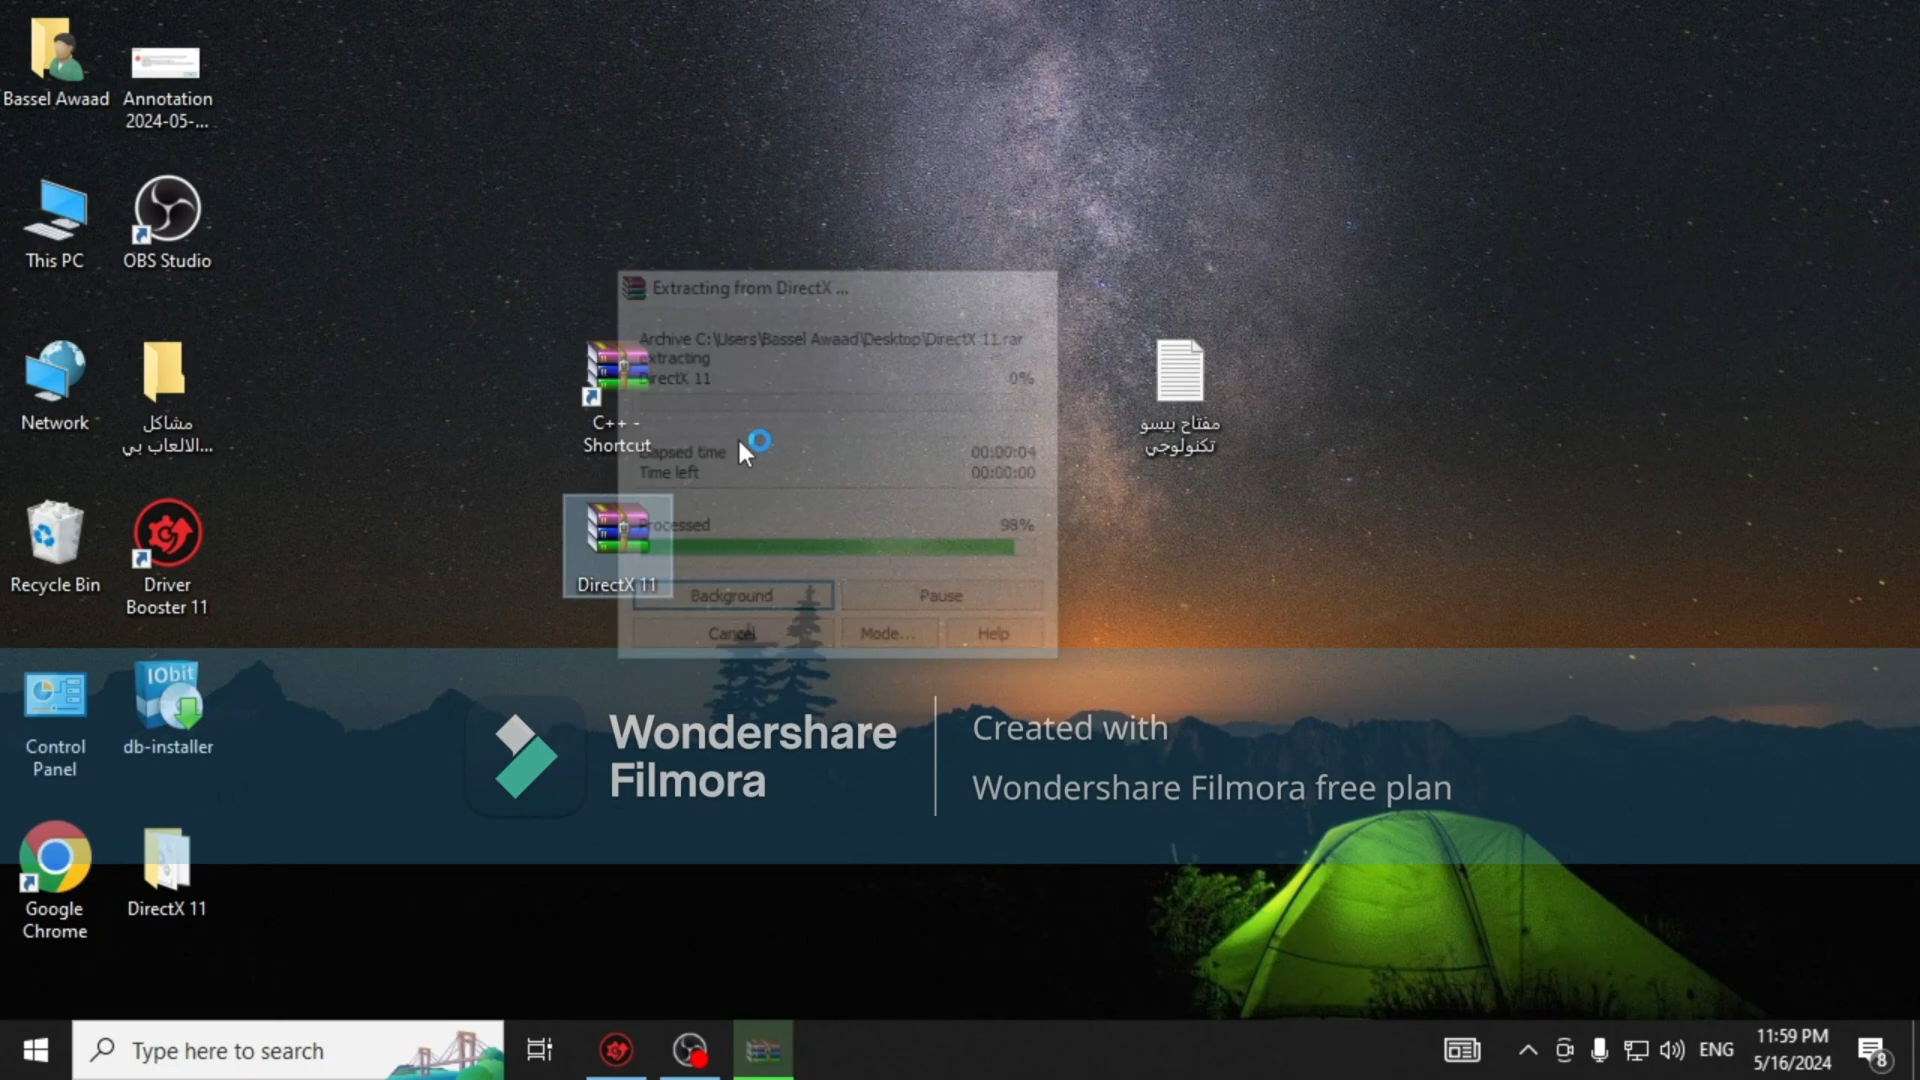 Bassel Awaad
Annotation
2024-05-...
This PC
OBS Studio
Network
مشاكل
الالعاب بي...
Recycle Bin
Driver
Booster 11
Control
Panel
IObit
db-installer
Google
Chrome
DirectX 11
C++ -
Shortcut
DirectX 11
Extracting from DirectX ...
Archive C:\Users\Bassel Awaad\Desktop\DirectX 11.rar
extracting
DirectX 11 0%
Elapsed time 00:00:04
Time left 00:00:00
Processed 98%
Background Pause
Cancel Mode... Help
مفتاح بيسو
تكنولوجي
Wondershare
Filmora
Created with
Wondershare Filmora free plan
Type here to search
ENG
11:59 PM
5/16/2024
8